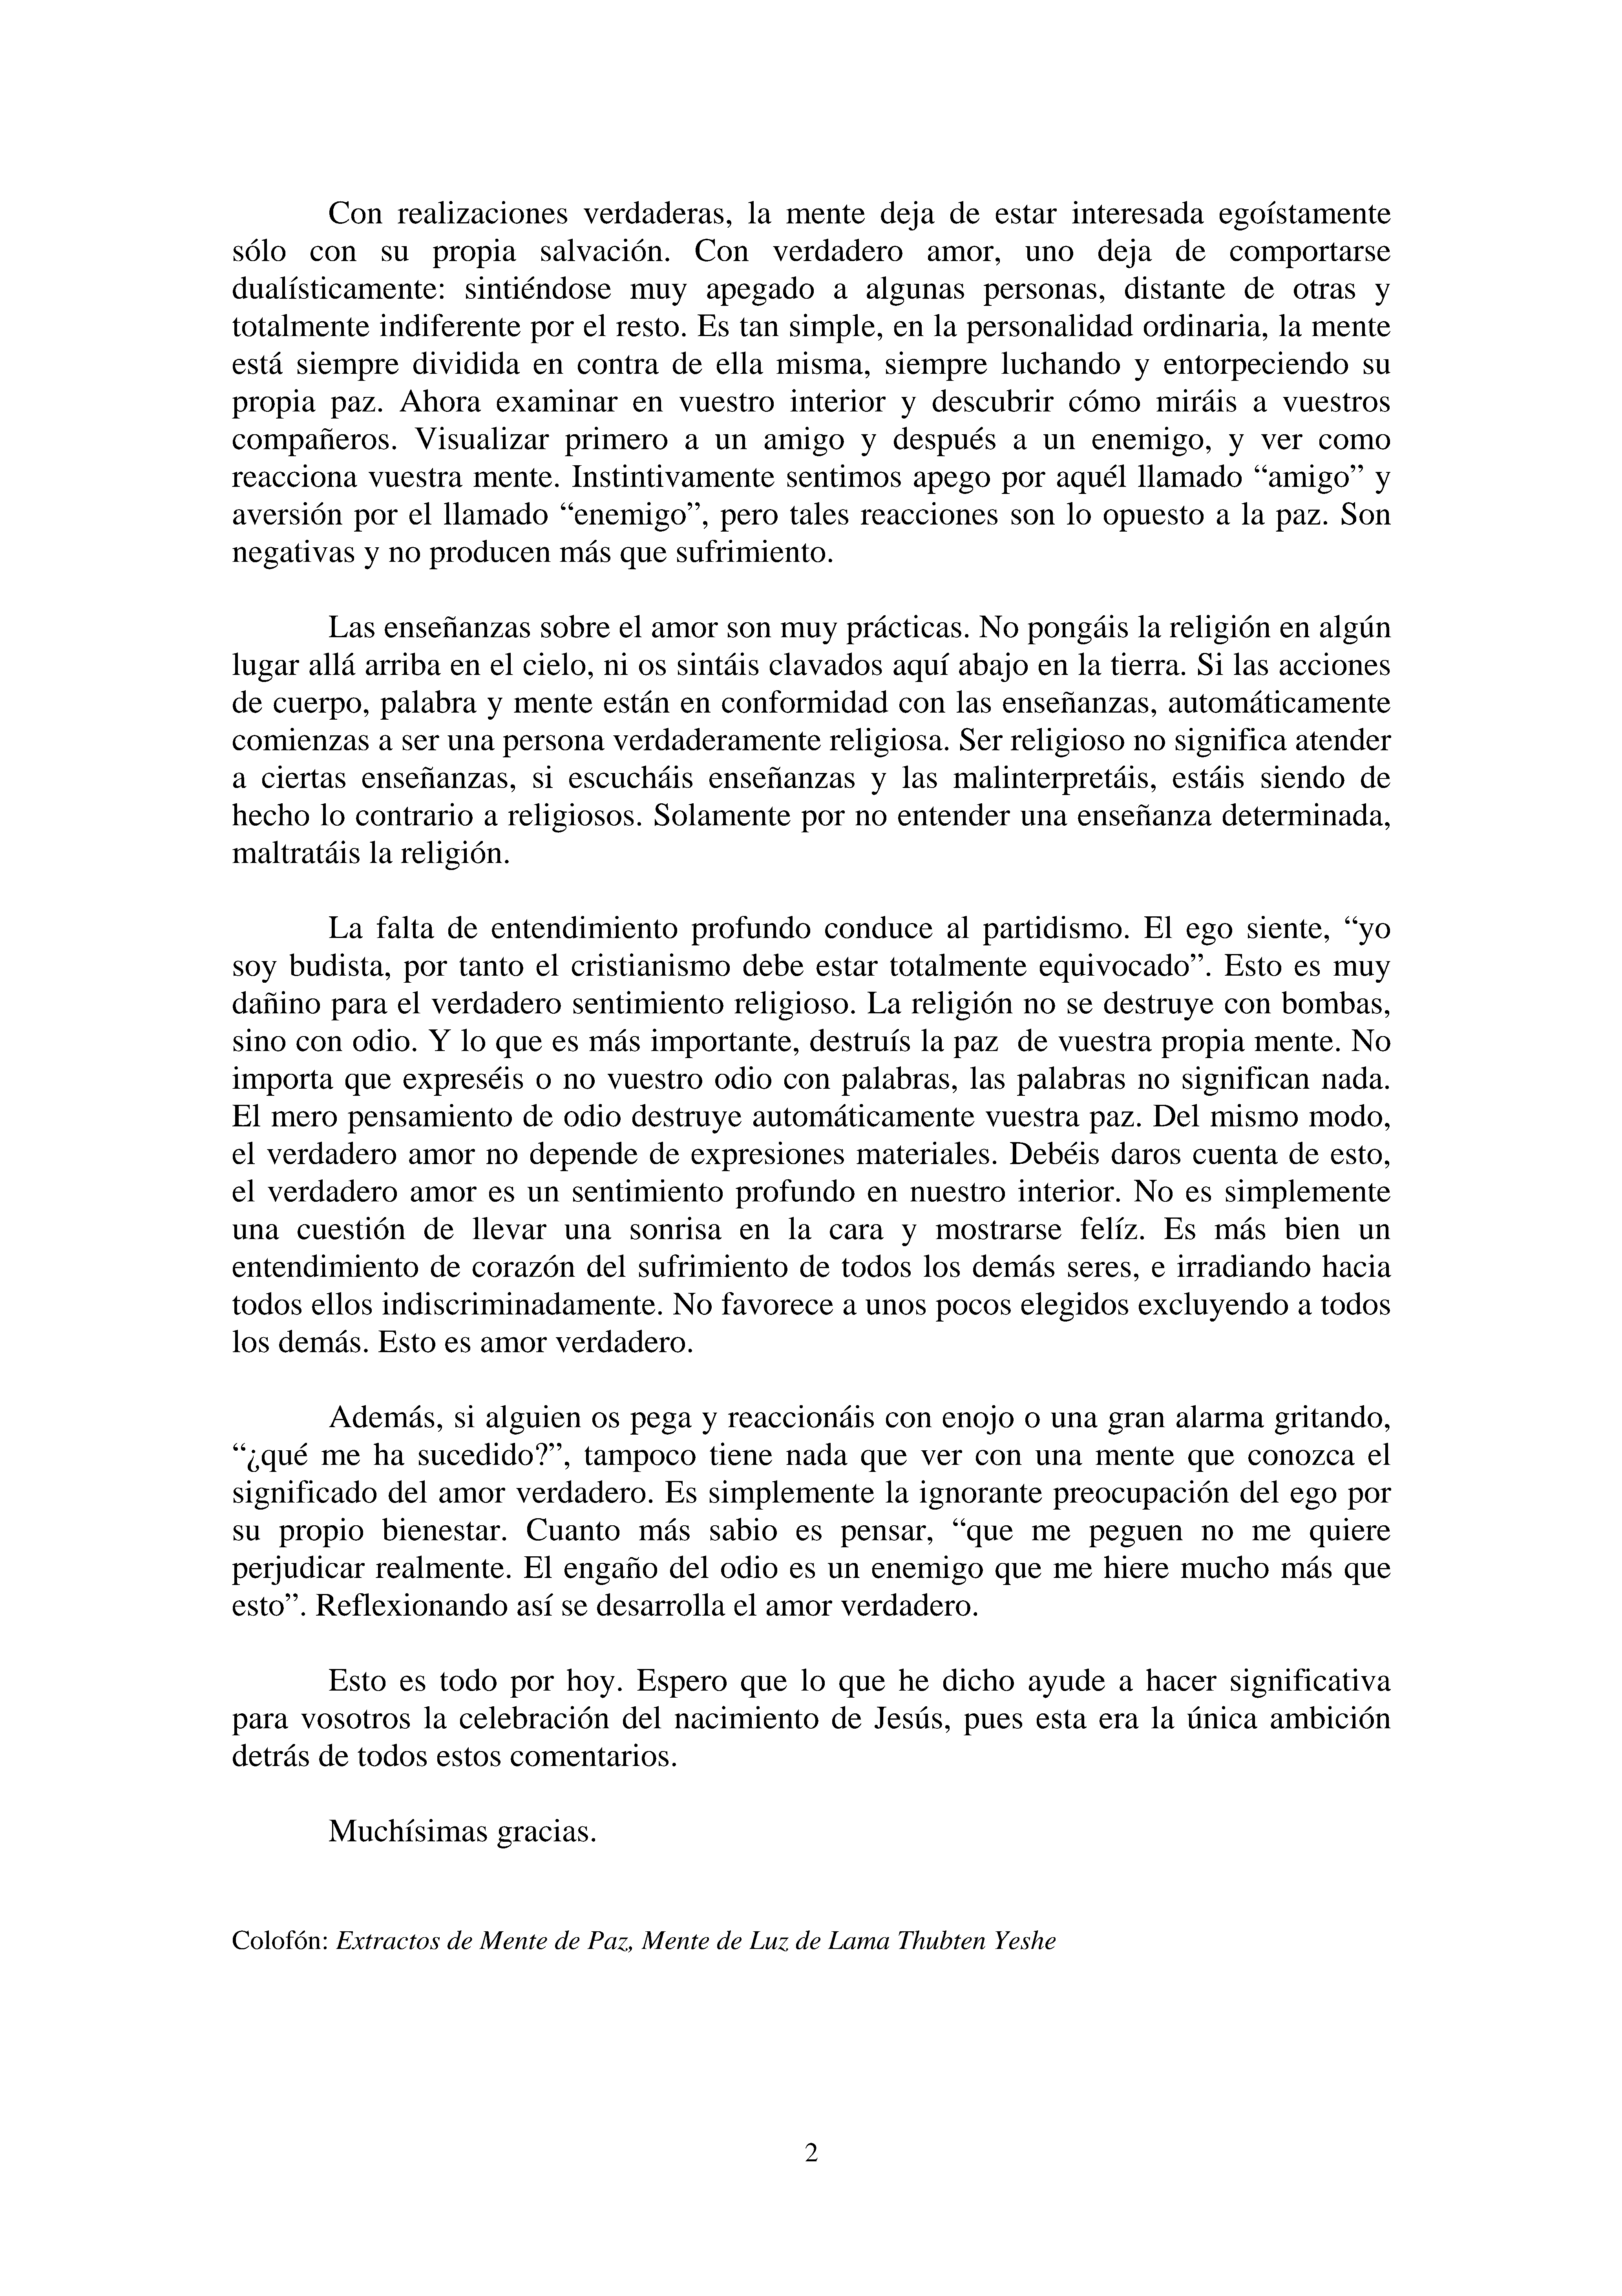 Con realizaciones verdaderas, la mente deja de estar interesada egoístamente
sólo con su propia salvación. Con verdadero amor, uno deja de comportarse
dualísticamente: sintiéndose muy apegado a algunas personas, distante de otras y
totalmente indiferente por el resto. Es tan simple, en la personalidad ordinaria, la mente
está siempre dividida en contra de ella misma, siempre luchando y entorpeciendo su
propia paz. Ahora examinar en vuestro interior y descubrir cómo miráis a vuestros
compañeros. Visualizar primero a un amigo y después a un enemigo, y ver como
reacciona vuestra mente. Instintivamente sentimos apego por aquél llamado “amigo” y
aversión por el llamado “enemigo”, pero tales reacciones son lo opuesto a la paz. Son
negativas y no producen más que sufrimiento.
Las enseñanzas sobre el amor son muy prácticas. No pongáis la religión en algún
lugar allá arriba en el cielo, ni os sintáis clavados aquí abajo en la tierra. Si las acciones
de cuerpo, palabra y mente están en conformidad con las enseñanzas, automáticamente
comienzas a ser una persona verdaderamente religiosa. Ser religioso no significa atender
a ciertas enseñanzas, si escucháis enseñanzas y las malinterpretáis, estáis siendo de
hecho lo contrario a religiosos. Solamente por no entender una enseñanza determinada,
maltratáis la religión.
La falta de entendimiento profundo conduce al partidismo. El ego siente, “yo
soy budista, por tanto el cristianismo debe estar totalmente equivocado”. Esto es muy
dañino para el verdadero sentimiento religioso. La religión no se destruye con bombas,
sino con odio. Y lo que es más importante, destruís la paz  de vuestra propia mente. No
importa que expreséis o no vuestro odio con palabras, las palabras no significan nada.
El mero pensamiento de odio destruye automáticamente vuestra paz. Del mismo modo,
el verdadero amor no depende de expresiones materiales. Debéis daros cuenta de esto,
el verdadero amor es un sentimiento profundo en nuestro interior. No es simplemente
una cuestión de llevar una sonrisa en la cara y mostrarse felíz. Es más bien un
entendimiento de corazón del sufrimiento de todos los demás seres, e irradiando hacia
todos ellos indiscriminadamente. No favorece a unos pocos elegidos excluyendo a todos
los demás. Esto es amor verdadero.
Además, si alguien os pega y reaccionáis con enojo o una gran alarma gritando,
“¿qué me ha sucedido?”, tampoco tiene nada que ver con una mente que conozca el
significado del amor verdadero. Es simplemente la ignorante preocupación del ego por
su propio bienestar. Cuanto más sabio es pensar, “que me peguen no me quiere
perjudicar realmente. El engaño del odio es un enemigo que me hiere mucho más que
esto”. Reflexionando así se desarrolla el amor verdadero.
Esto es todo por hoy. Espero que lo que he dicho ayude a hacer significativa
para vosotros la celebración del nacimiento de Jesús, pues esta era la única ambición
detrás de todos estos comentarios.
Muchísimas gracias.
Colofón: Extractos de Mente de Paz, Mente de Luz de Lama Thubten Yeshe
2